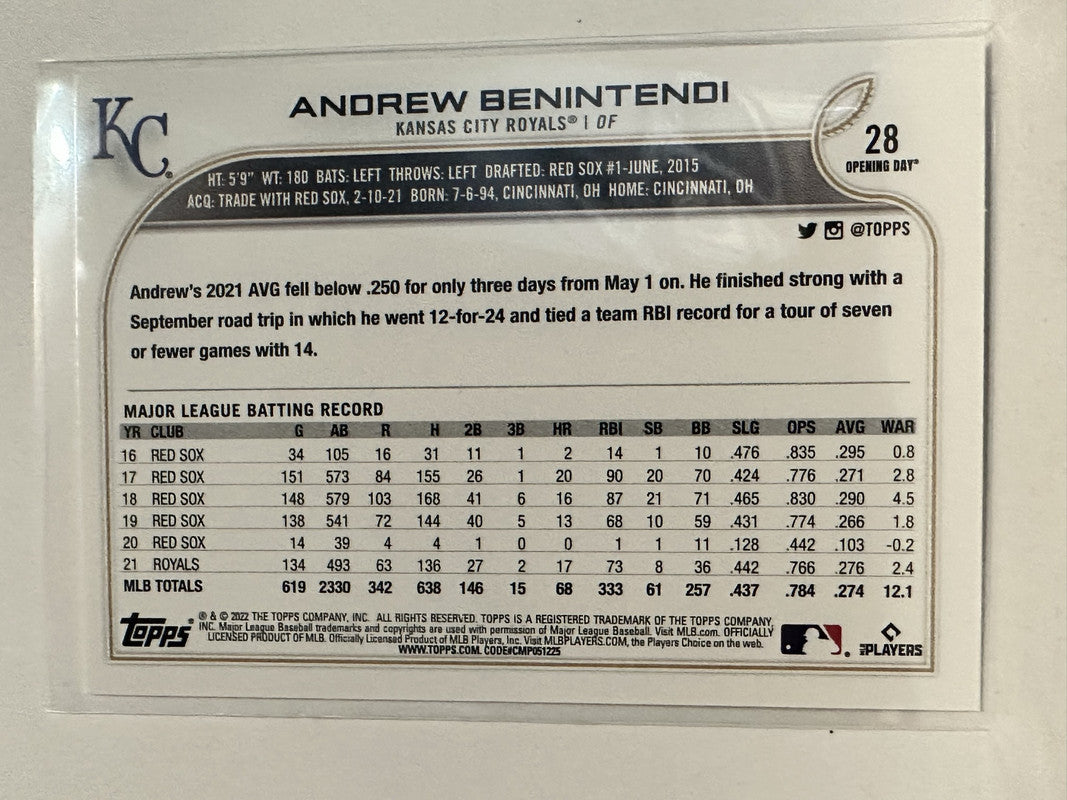 KC
ANDREW BENINTENDI
KANSAS CITY ROYALS® | OF
28
OPENING DAY®
HT: 5'9" WT: 180 BATS: LEFT THROWS: LEFT DRAFTED: RED SOX #1-JUNE, 2015
ACQ: TRADE WITH RED SOX, 2-10-21 BORN: 7-6-94, CINCINNATI, OH HOME: CINCINNATI, OH
@TOPPS
Andrew's 2021 AVG fell below .250 for only three days from May 1 on. He finished strong with a
September road trip in which he went 12-for-24 and tied a team RBI record for a tour of seven
or fewer games with 14.
MAJOR LEAGUE BATTING RECORD
YR CLUB G AB R H 2B 3B HR RBI SB BB SLG OPS AVG WAR
16 RED SOX 34 105 16 31 11 1 2 14 1 10 .476 .835 .295 0.8
17 RED SOX 151 573 84 155 26 1 20 90 20 70 .424 .776 .271 2.8
18 RED SOX 148 579 103 168 41 6 16 87 21 71 .465 .830 .290 4.5
19 RED SOX 138 541 72 144 40 5 13 68 10 59 .431 .774 .266 1.8
20 RED SOX 14 39 4 4 1 0 0 1 1 11 .128 .442 .103 -0.2
21 ROYALS 134 493 63 136 27 2 17 73 8 36 .442 .766 .276 2.4
MLB TOTALS 619 2330 342 638 146 15 68 333 61 257 .437 .784 .274 12.1
Topps
® & © 2022 THE TOPPS COMPANY, INC. ALL RIGHTS RESERVED. TOPPS IS A REGISTERED TRADEMARK OF THE TOPPS COMPANY,
INC. Major League Baseball trademarks and copyrights are used with permission of Major League Baseball. Visit MLB.com. OFFICIALLY
LICENSED PRODUCT OF MLB. Officially Licensed Product of MLB Players, Inc. Visit MLBPLAYERS.COM, the Players Choice on the web.
WWW.TOPPS.COM. CODE#CMP051225
MLB PLAYERS